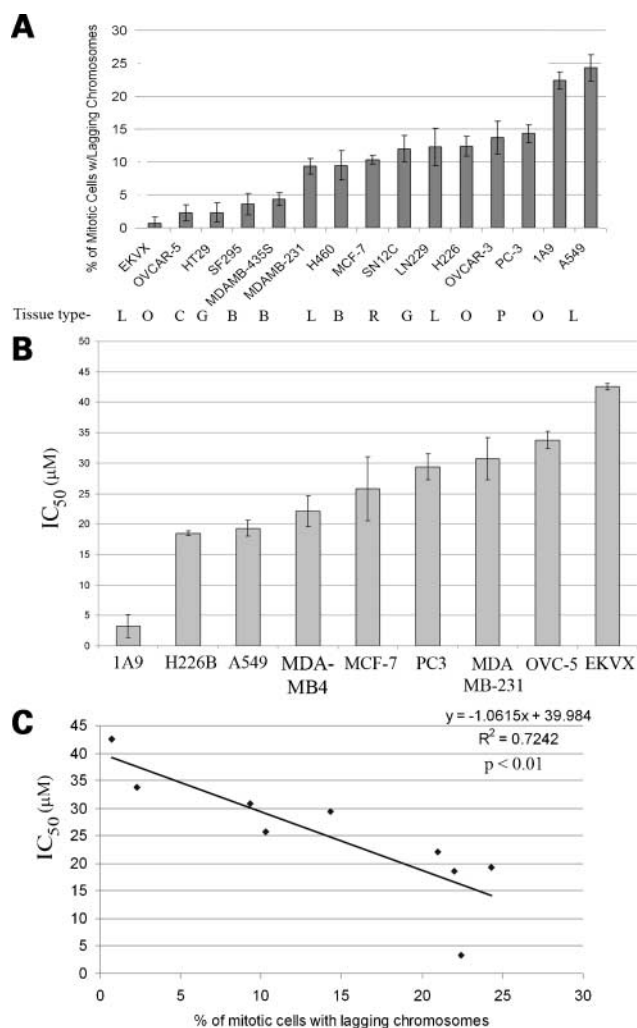 A
% of Mitotic Cells w/Lagging Chromosomes
30
25
20
15
10
5
0
EKVX
OVCAR-5
HT29
SF295
MDAMB-435S
MDAMB-231
H460
MCF-7
SN12C
LN229
H226
OVCAR-3
PC-3
1A9
A549
Tissue type- L O C G B B L B R G L O P O L
B
IC50 (µM)
50
45
40
35
30
25
20
15
10
5
0
1A9 H226B A549 MDA-MB4 MCF-7 PC3 MDA MB-231 OVC-5 EKVX
C
y = -1.0615x + 39.984
R² = 0.7242
p < 0.01
IC50 (µM)
45
40
35
30
25
20
15
10
5
0
0 5 10 15 20 25 30
% of mitotic cells with lagging chromosomes